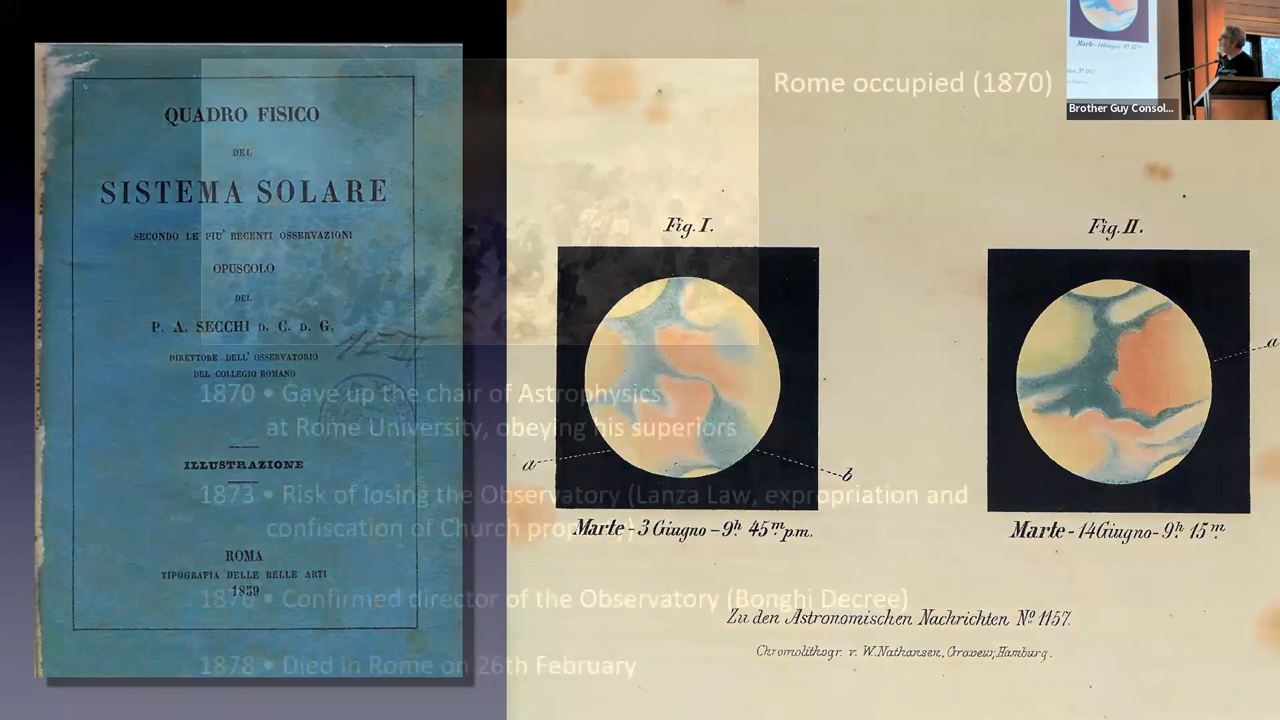 QUADRO FISICO
DEL
SISTEMA SOLARE
SECONDO LE PIU' RECENTI OSSERVAZIONI
OPUSCOLO
DEL
P. A. SECCHI D. C. D. G.
DIRETTORE DELL' OSSERVATORIO
DEL COLLEGIO ROMANO
ILLUSTRAZIONE
ROMA
TIPOGRAFIA DELLE BELLE ARTI
1859
Rome occupied (1870)
1870 • Gave up the chair of Astrophysics
at Rome University, obeying his superiors
1873 • Risk of losing the Observatory (Lanza Law, expropriation and
confiscation of Church property)
• Confirmed director of the Observatory (Bonghi Decree)
1878 • Died in Rome on 26th February
Fig. I.
a
b
Marte - 3 Giugno - 9h 45m p.m.
Fig. II.
a
Marte - 14 Giugno - 9h 15m
Zu den Astronomischen Nachrichten No 1157.
Chromolithogr. v. W. Nathansen, Graveur, Hamburg.
Brother Guy Consol...